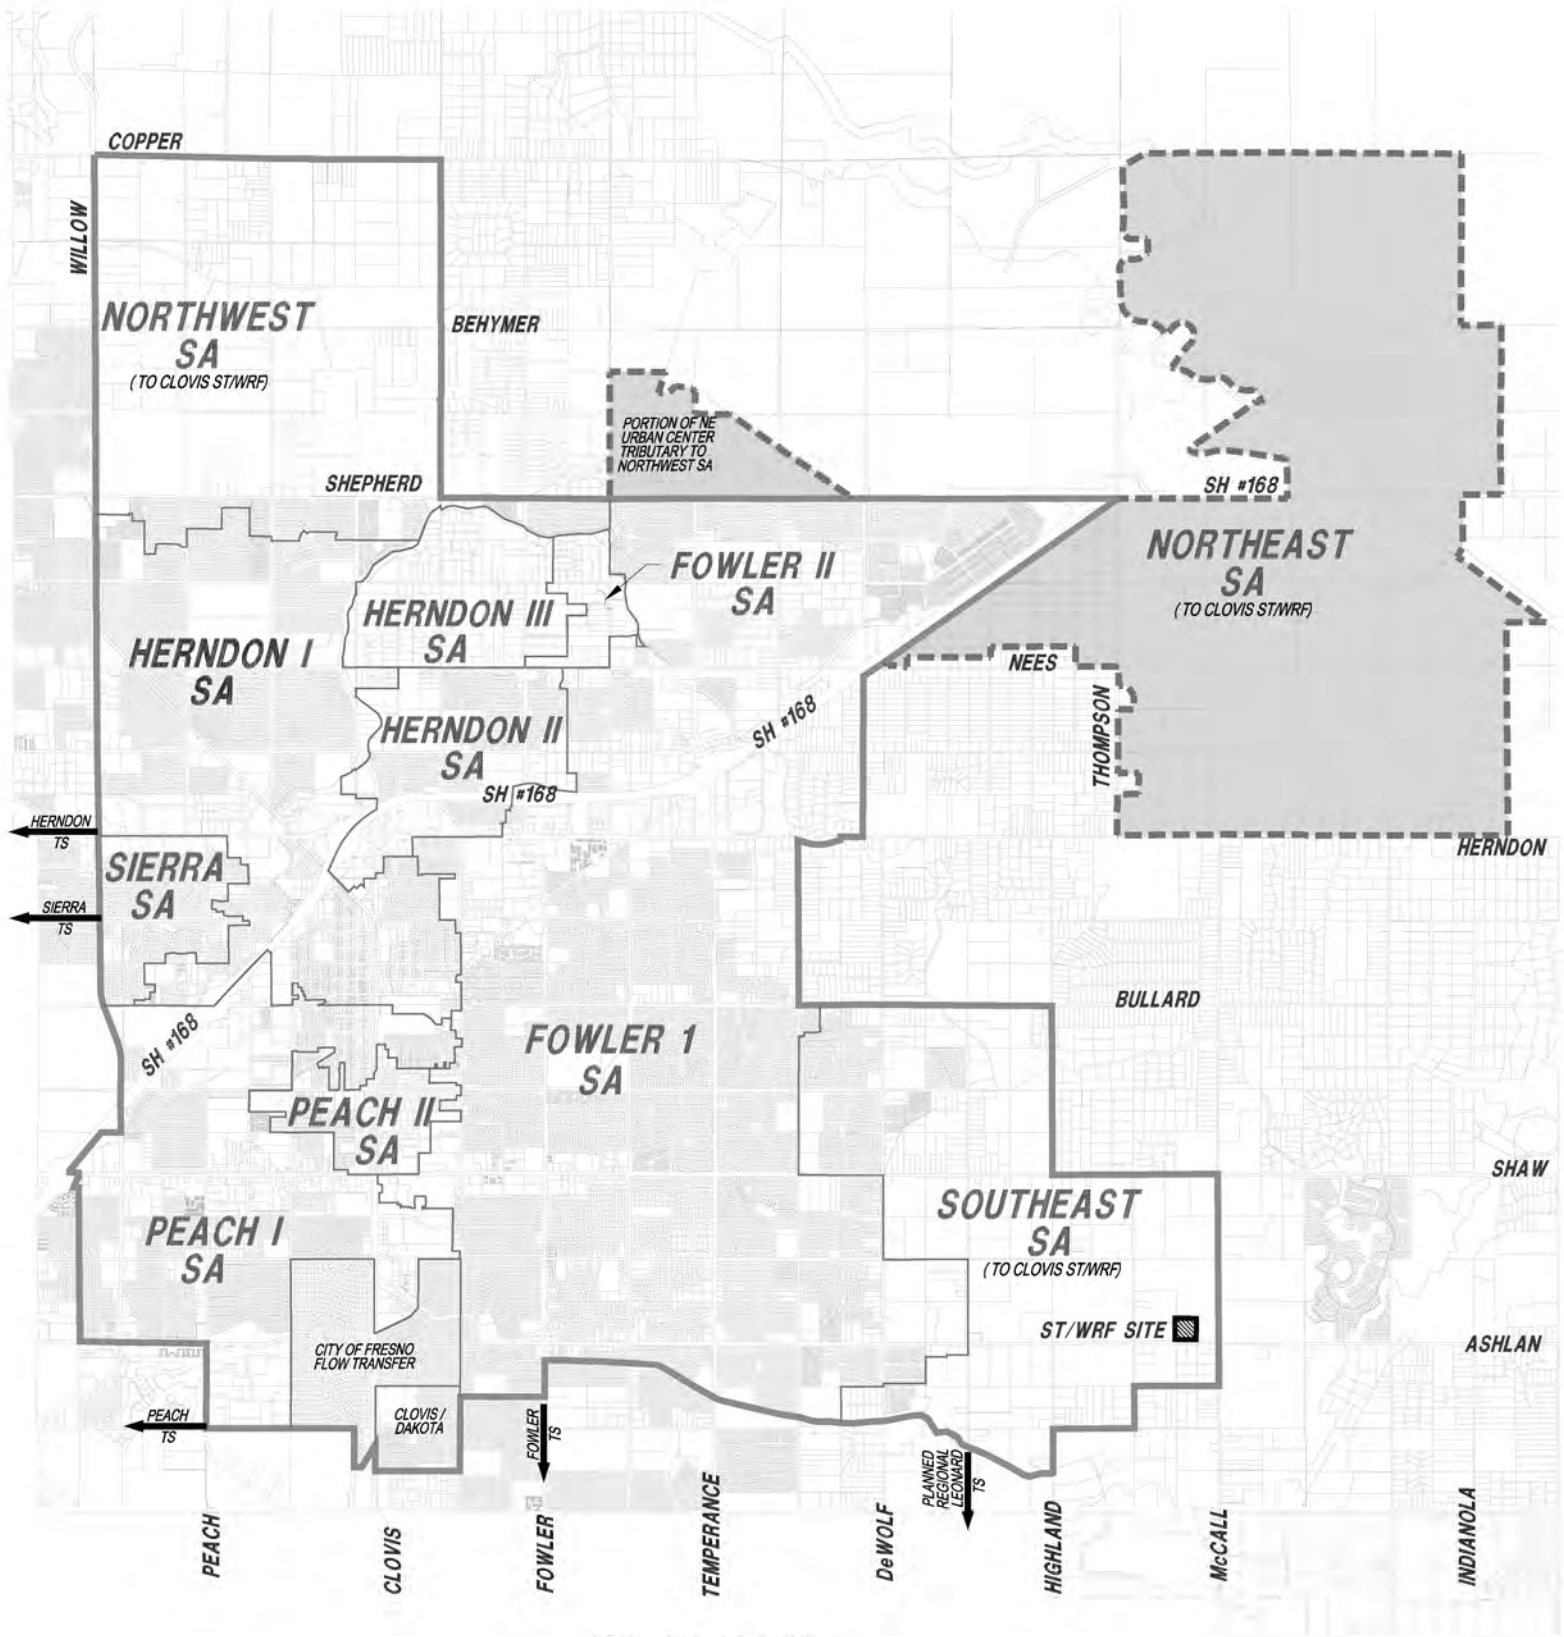 COPPER
WILLOW
NORTHWEST
SA
(TO CLOVIS ST/WRF)
BEHYMER
PORTION OF NE
URBAN CENTER
TRIBUTARY TO
NORTHWEST SA
SHEPHERD
SH #168
NORTHEAST
SA
(TO CLOVIS ST/WRF)
FOWLER II
SA
HERNDON III
SA
HERNDON I
SA
NEES
THOMPSON
HERNDON II
SA
SH #168
SH #168
HERNDON
TS
HERNDON
SIERRA
SA
SIERRA
TS
BULLARD
SH #168
FOWLER 1
SA
PEACH II
SA
SHAW
PEACH I
SA
SOUTHEAST
SA
(TO CLOVIS ST/WRF)
ST/WRF SITE
ASHLAN
CITY OF FRESNO
FLOW TRANSFER
CLOVIS /
DAKOTA
PEACH
TS
FOWLER
TS
PLANNED
REGIONAL
LEONARD
TS
PEACH
CLOVIS
FOWLER
TEMPERANCE
DeWOLF
HIGHLAND
McCALL
INDIANOLA